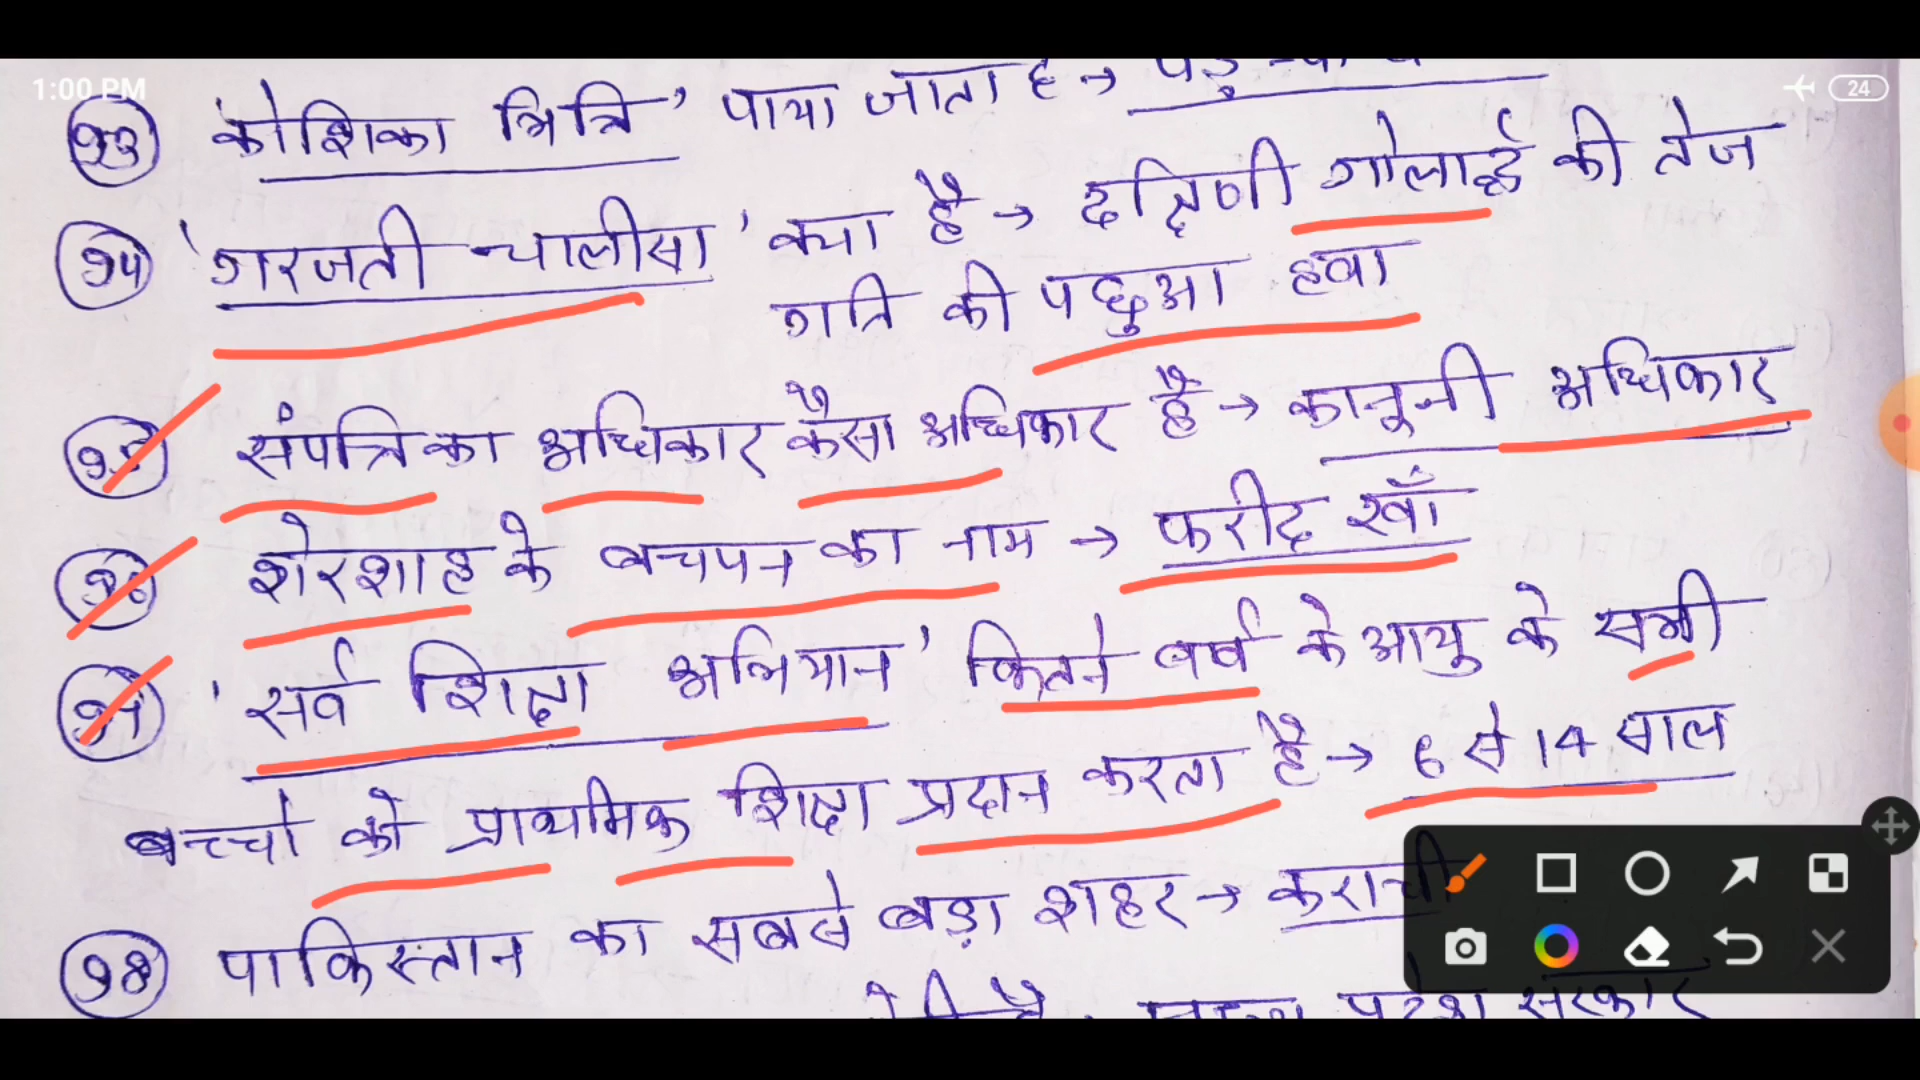 1:00 PM
24
93 'कोशिका भित्ति' पाया जाता है →
94 'गरजती चालीसा' क्या है → दक्षिणी गोलार्द्ध की तेज
गति की पछुआ हवा
95 संपत्ति का अधिकार कैसा अधिकार है → कानूनी अधिकार
96 शेरशाह के बचपन का नाम → फरीद खाँ
97 'सर्व शिक्षा अभियान' कितने वर्ष के आयु के सभी
बच्चो को प्राथमिक शिक्षा प्रदान करता है → 6 से 14 साल
98 पाकिस्तान का सबसे बड़ा शहर → कराची
प्रदेश सरकार